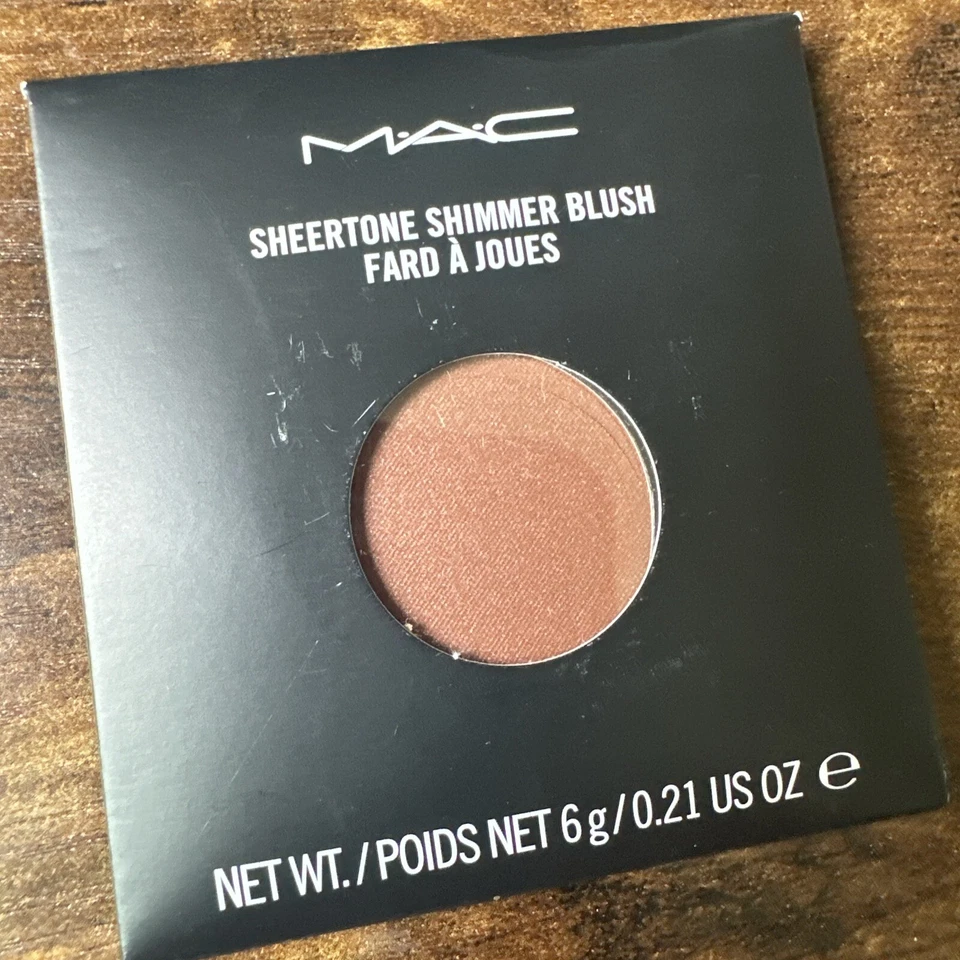 M·A·C
SHEERTONE SHIMMER BLUSH
FARD À JOUES
NET WT. / POIDS NET 6 g / 0.21 US OZ ℮